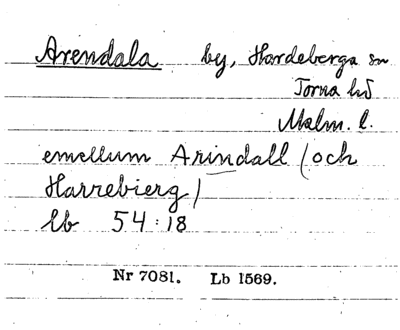 Arendala by, Hardeberga sn
Torna hd
Malm. l.
emellum Arindall (och
Harrebierg)
lb 54:18
Nr 7081. Lb 1569.